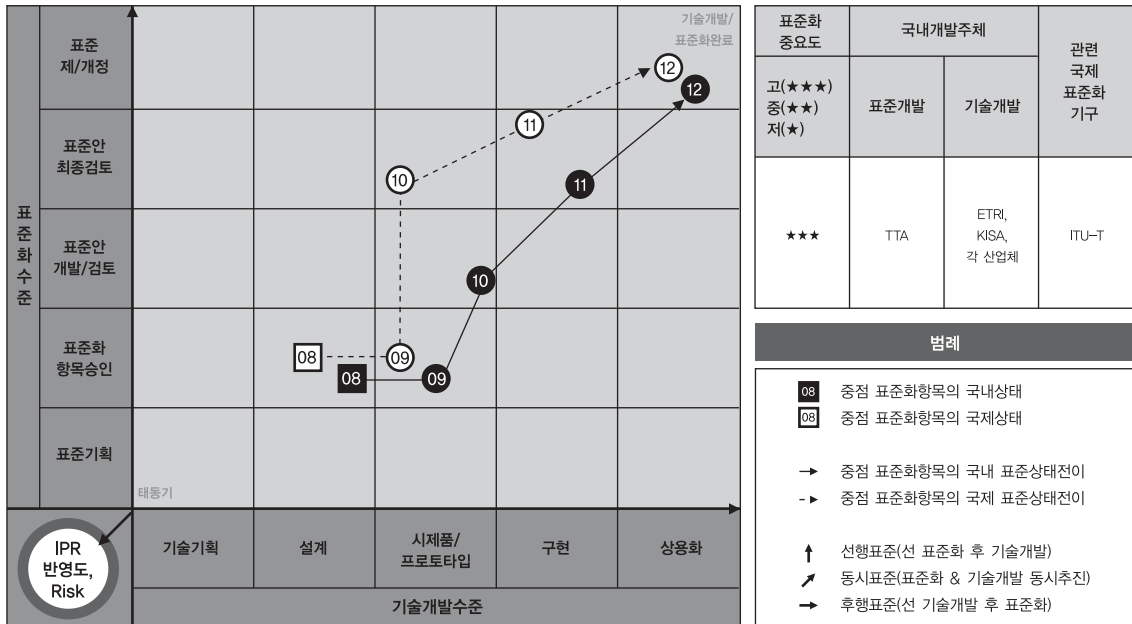 기술개발/
표준화완료
표준
제/개정
표준안
최종검토
표준안
개발/검토
표준화
항목승인
표준기획
표준화수준
12
12
11
11
10
10
08
09
08
09
태동기
IPR
반영도,
Risk
기술기획
설계
시제품/
프로토타입
구현
상용화
기술개발수준
표준화
중요도
국내개발주체
관련
국제
표준화
기구
고(★★★)
중(★★)
저(★)
표준개발
기술개발
★★★
TTA
ETRI,
KISA,
각 산업체
ITU-T
범례
08 중점 표준화항목의 국내상태
08 중점 표준화항목의 국제상태
중점 표준화항목의 국내 표준상태전이
중점 표준화항목의 국제 표준상태전이
선행표준(선 표준화 후 기술개발)
동시표준(표준화 & 기술개발 동시추진)
후행표준(선 기술개발 후 표준화)